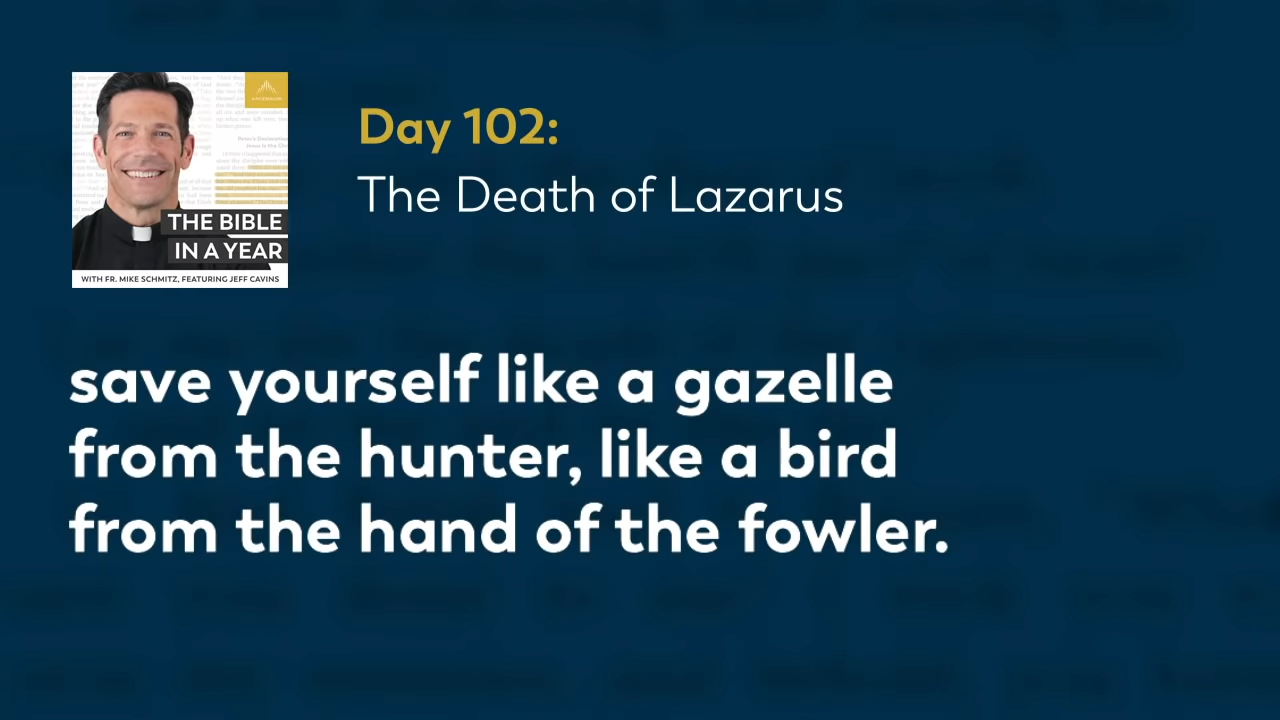 THE BIBLE
IN A YEAR
WITH FR. MIKE SCHMITZ, FEATURING JEFF CAVINS
Day 102:
The Death of Lazarus
save yourself like a gazelle
from the hunter, like a bird
from the hand of the fowler.